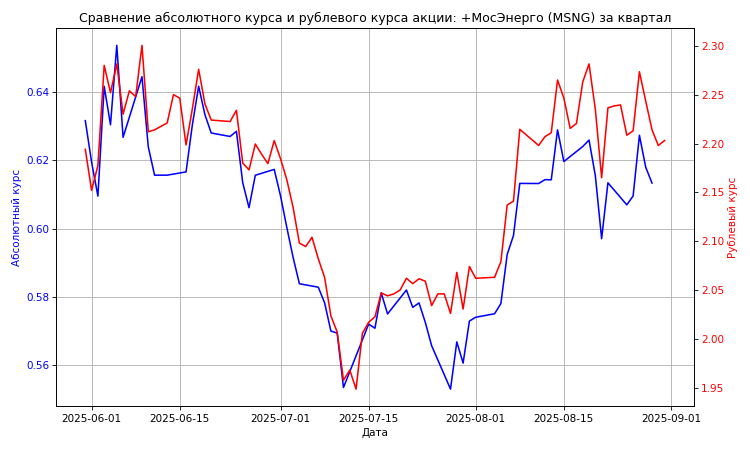 Сравнение абсолютного курса и рублевого курса акции: +МосЭнерго (MSNG) за квартал
Абсолютный курс
0.64
0.62
0.60
0.58
0.56
2.30
2.25
2.20
2.15
2.10
2.05
2.00
1.95
Рублевый курс
2025-06-01 2025-06-15 2025-07-01 2025-07-15 2025-08-01 2025-08-15 2025-09-01
Дата